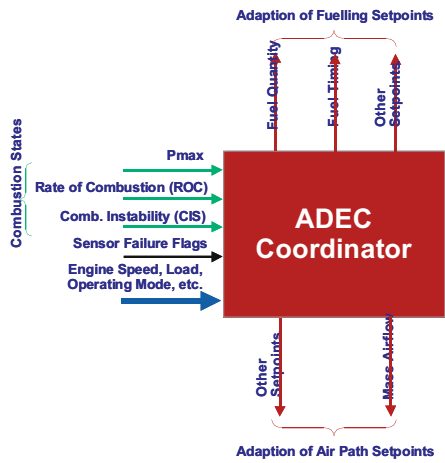 Adaption of Fuelling Setpoints
Fuel Quantity
Fuel Timing
Other
Setpoints
Combustion States
Pmax
Rate of Combustion (ROC)
Comb. Instability (CIS)
Sensor Failure Flags
Engine Speed, Load,
Operating Mode, etc.
ADEC
Coordinator
Other
Setpoints
Mass Airflow
Adaption of Air Path Setpoints